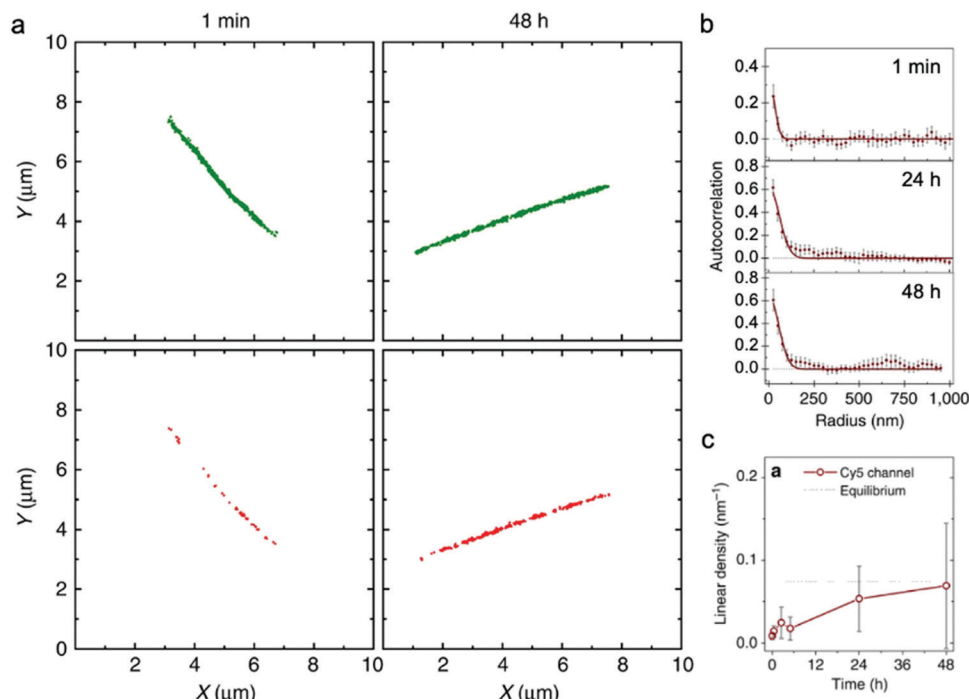 a
1 min
48 h
10
8
6
4
2
Y (μm)
10
8
6
4
2
0
Y (μm)
0 2 4 6 8 10
X (μm)
0 2 4 6 8 10
X (μm)
b
1 min
0.4
0.2
0.0
24 h
0.8
0.6
0.4
0.2
0.0
48 h
0.8
0.6
0.4
0.2
0.0
Autocorrelation
0 250 500 750 1,000
Radius (nm)
c
a
Cy5 channel
Equilibrium
0.2
0.1
0.0
Linear density (nm⁻¹)
0 12 24 36 48
Time (h)